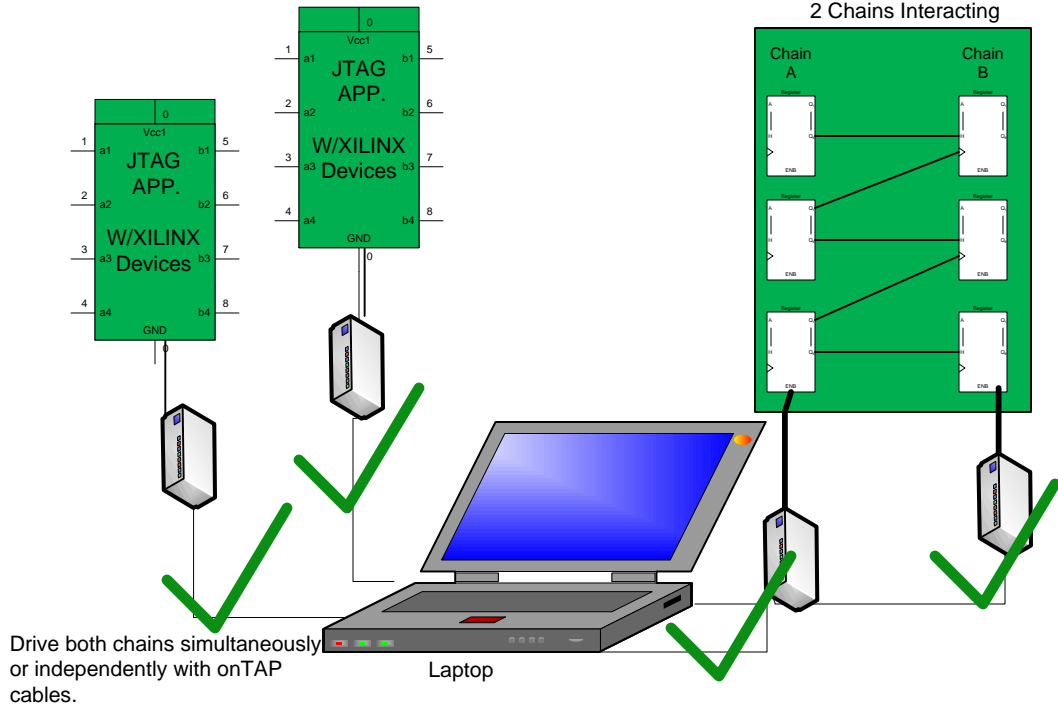 2 Chains Interacting
0
Vcc1
1
a1
b1
5
JTAG
APP.
2
a2
b2
6
W/XILINX
Devices
3
a3
b3
7
4
a4
b4
8
GND
0
0
Vcc1
1
a1
b1
5
JTAG
APP.
2
a2
b2
6
W/XILINX
Devices
3
a3
b3
7
4
a4
b4
8
GND
0
Chain
A
Chain
B
Register
A
H
ENB
Register
A
H
ENB
Register
A
H
ENB
Register
A
H
ENB
Register
A
H
ENB
Register
A
H
ENB
Drive both chains simultaneously
or independently with onTAP
cables.
Laptop